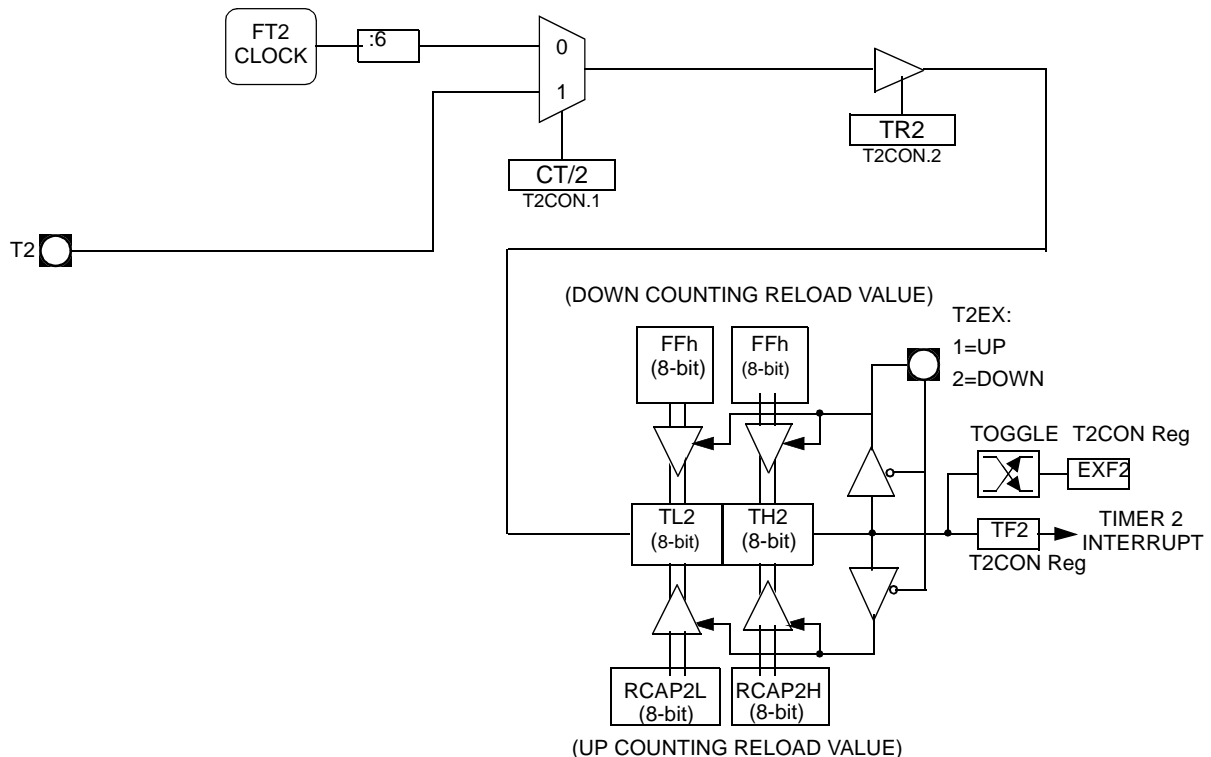 FT2
CLOCK
:6
0
1
TR2
T2CON.2
CT/2
T2CON.1
T2
(DOWN COUNTING RELOAD VALUE)
T2EX:
1=UP
2=DOWN
FFh
(8-bit)
FFh
(8-bit)
TOGGLE T2CON Reg
EXF2
TL2
(8-bit)
TH2
(8-bit)
TF2
TIMER 2
INTERRUPT
T2CON Reg
RCAP2L
(8-bit)
RCAP2H
(8-bit)
(UP COUNTING RELOAD VALUE)